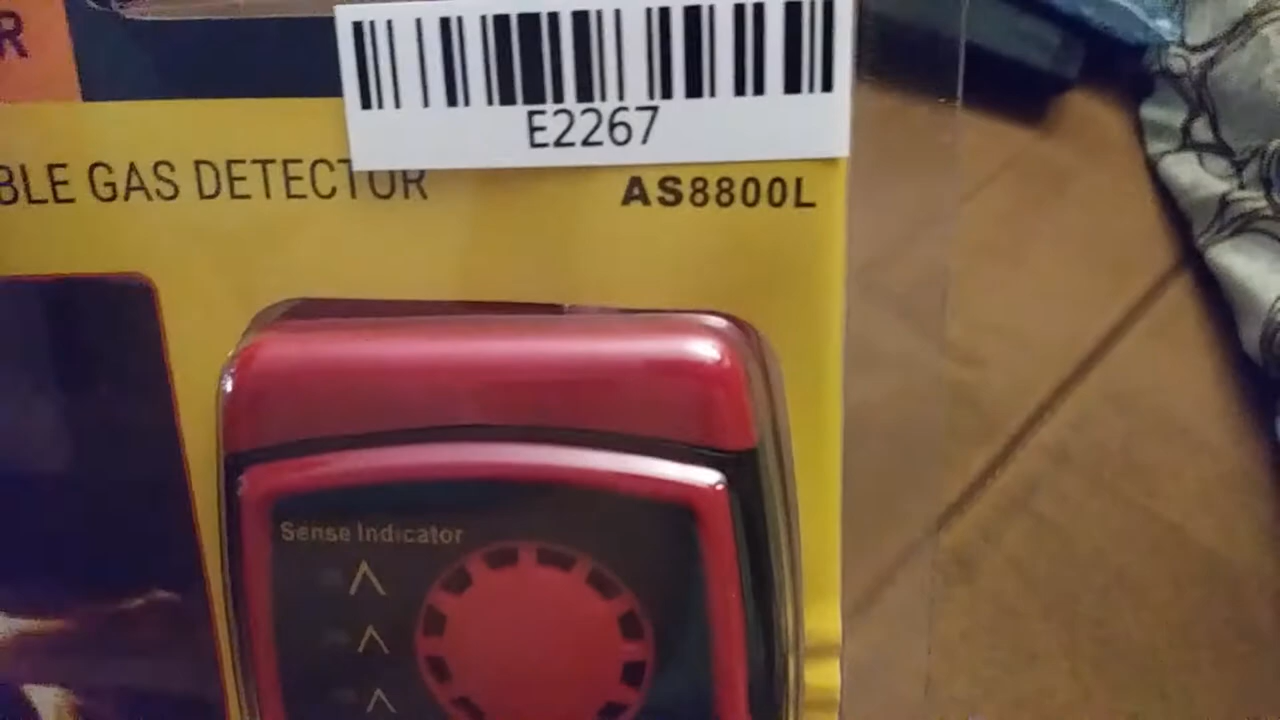 R
E2267
BLE GAS DETECTOR
AS8800L
Sense Indicator